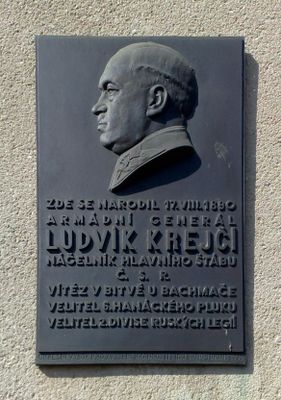 ZDE SE NARODIL 17.VIII.1890
ARMÁDNÍ GENERÁL
LUDVÍK KREJČÍ
NÁČELNÍK HLAVNÍHO ŠTÁBU
Č. S. R.
VÍTĚZ V BITVĚ U BACHMAČE
VELITEL 6.HANÁCKÉHO PLUKU
VELITEL 2.DIVISE RUSKÝCH LEGIÍ